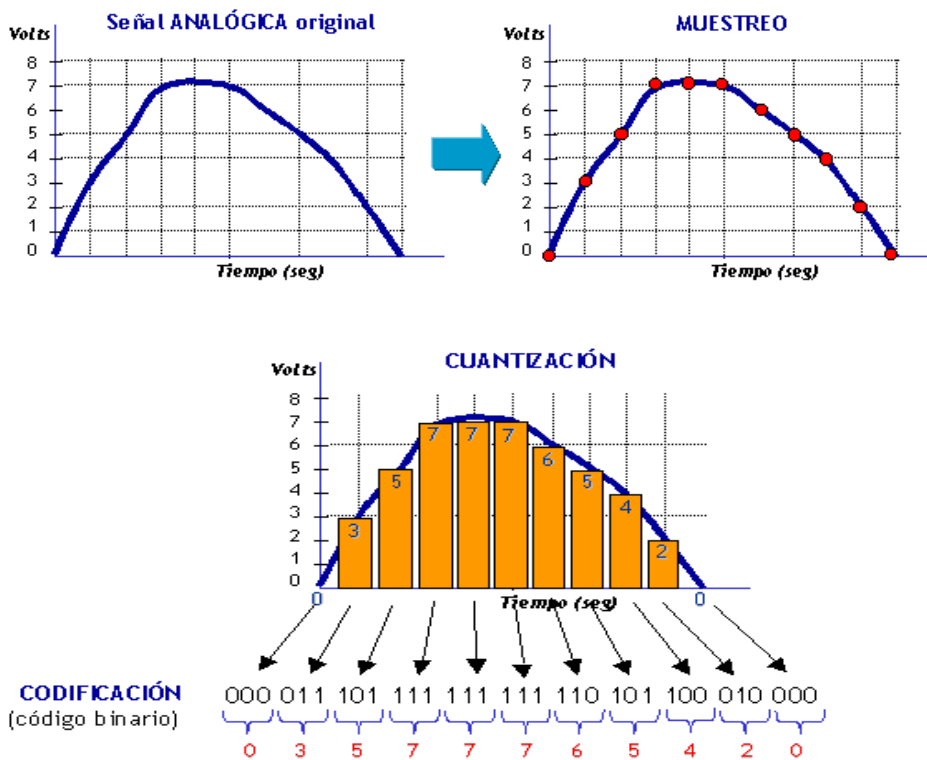 Señal ANALÓGICA original
Volts
8
7
6
5
4
3
2
1
0
Tiempo (seg)
MUESTREO
Volts
8
7
6
5
4
3
2
1
0
Tiempo (seg)
CUANTIZACIÓN
Volts
8
7
6
5
4
3
2
1
0
3
5
7
7
7
6
5
4
2
0
Tiempo (seg)
0
CODIFICACIÓN
(código binario)
000 011 101 111 111 111 110 101 100 010 000
0 3 5 7 7 7 6 5 4 2 0